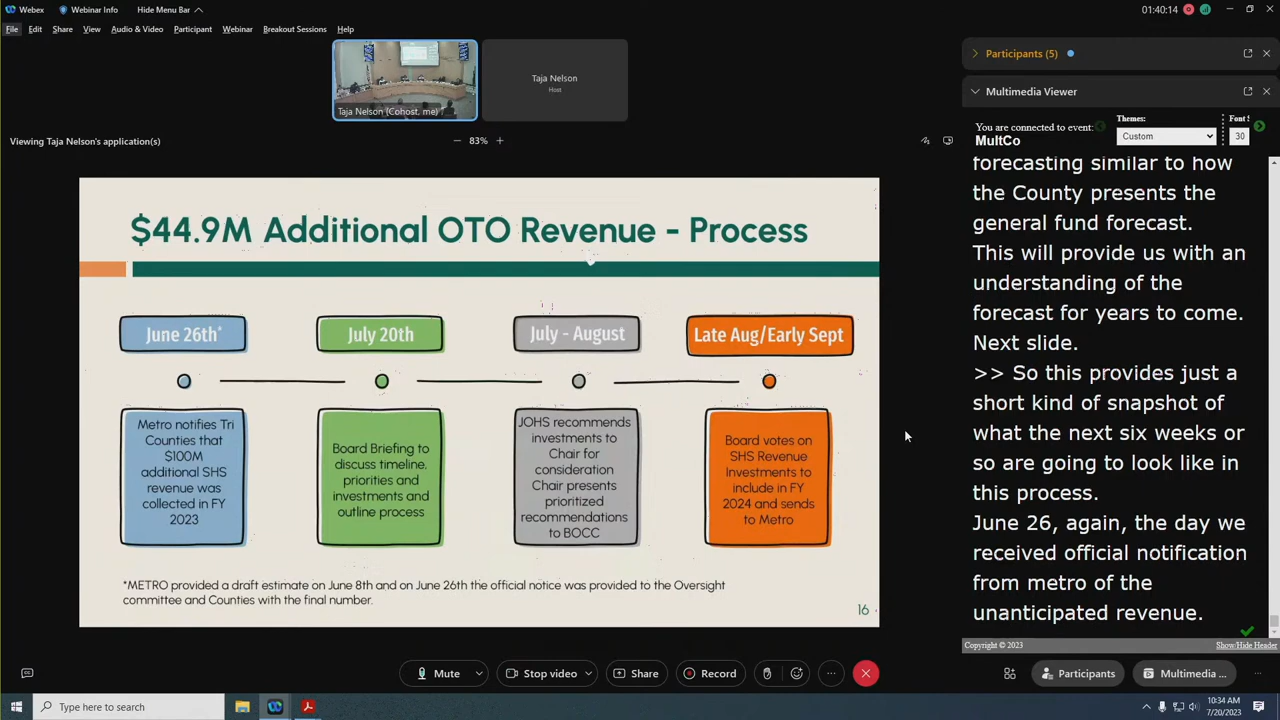 Webex
Webinar Info
Hide Menu Bar
01:40:14
File Edit Share View Audio & Video Participant Webinar Breakout Sessions Help
Taja Nelson (Cohost, me)
Taja Nelson
Host
Viewing Taja Nelson's application(s)
83%
$44.9M Additional OTO Revenue - Process
June 26th*
July 20th
July - August
Late Aug/Early Sept
Metro notifies Tri
Counties that
$100M
additional SHS
revenue was
collected in FY
2023
Board Briefing to
discuss timeline,
priorities and
investments and
outline process
JOHS recommends
investments to
Chair for
consideration
Chair presents
prioritized
recommendations
to BOCC
Board votes on
SHS Revenue
Investments to
include in FY
2024 and sends
to Metro
*METRO provided a draft estimate on June 8th and on June 26th the official notice was provided to the Oversight
committee and Counties with the final number.
16
Participants (5)
Multimedia Viewer
You are connected to event:
MultCo
Themes:
Custom
Font S
30
forecasting similar to how
the County presents the
general fund forecast.
This will provide us with an
understanding of the
forecast for years to come.
Next slide.
>> So this provides just a
short kind of snapshot of
what the next six weeks or
so are going to look like in
this process.
June 26, again, the day we
received official notification
from metro of the
unanticipated revenue.
Copyright © 2023
Show/Hide Header
Mute
Stop video
Share
Record
Participants
Multimedia ...
Type here to search
10:34 AM
7/20/2023